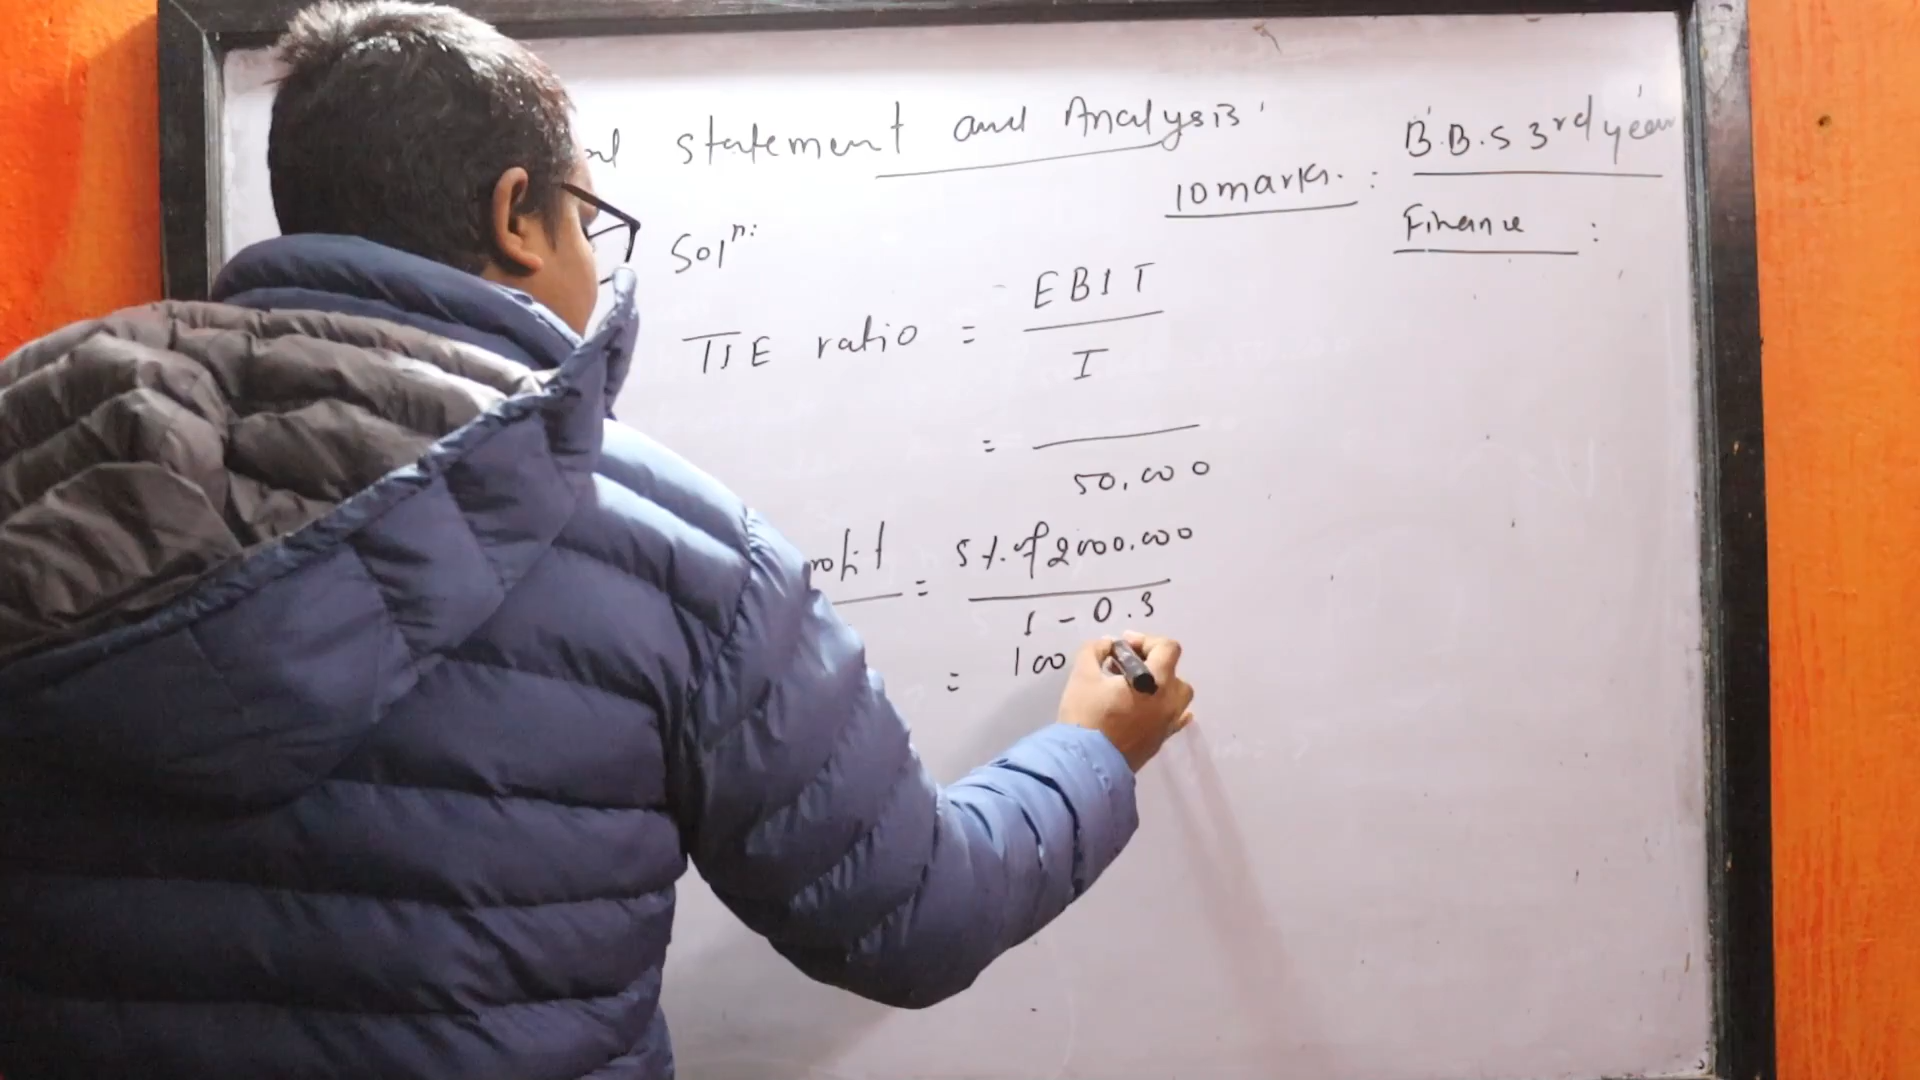 statement and Analysis
B.B.S 3rd year
10 marks. :
Finance :
Solⁿ:
TIE ratio = EBIT
I
=
50,000
= 5 % of 2000,000
1 - 0.3
= 100